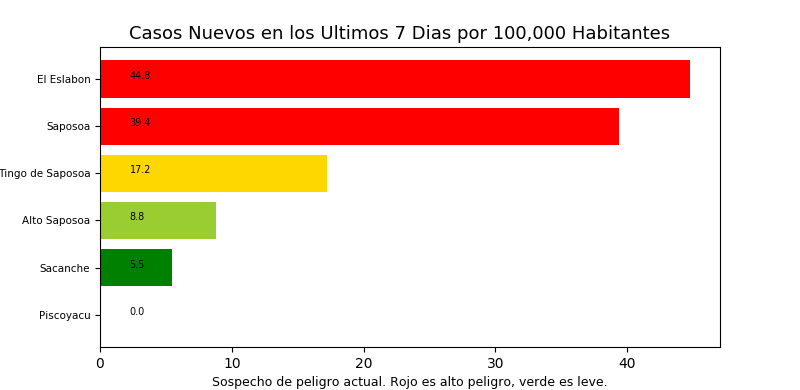 Casos Nuevos en los Ultimos 7 Dias por 100,000 Habitantes
El Eslabon 44.8
Saposoa 39.4
Tingo de Saposoa 17.2
Alto Saposoa 8.8
Sacanche 5.5
Piscoyacu 0.0
0 10 20 30 40
Sospecho de peligro actual. Rojo es alto peligro, verde es leve.